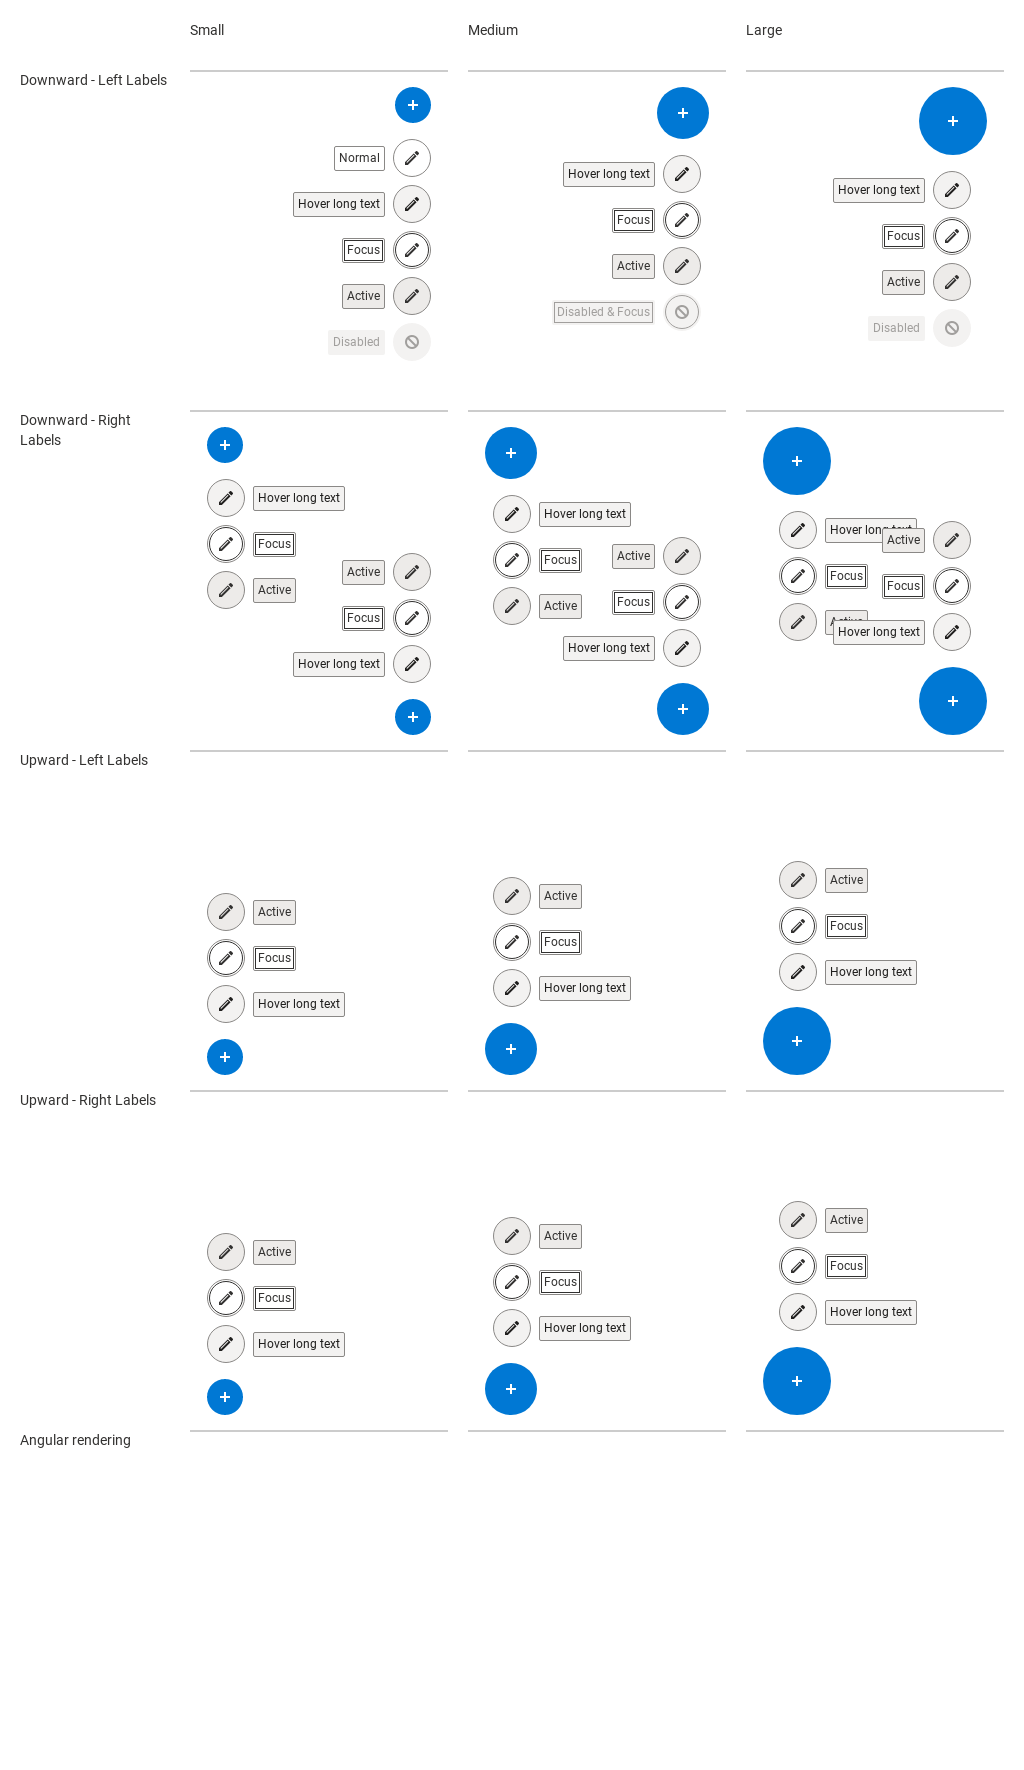 Small
Medium
Large
Downward - Left Labels
Normal
Hover long text
Focus
Active
Disabled
Hover long text
Focus
Active
Disabled & Focus
Hover long text
Focus
Active
Disabled
Downward - Right
Labels
Hover long text
Focus
Active
Active
Focus
Hover long text
Hover long text
Focus
Active
Active
Focus
Hover long text
Hover long text
Focus
Active
Active
Focus
Hover long text
Upward - Left Labels
Active
Focus
Hover long text
Active
Focus
Hover long text
Active
Focus
Hover long text
Upward - Right Labels
Active
Focus
Hover long text
Active
Focus
Hover long text
Active
Focus
Hover long text
Angular rendering